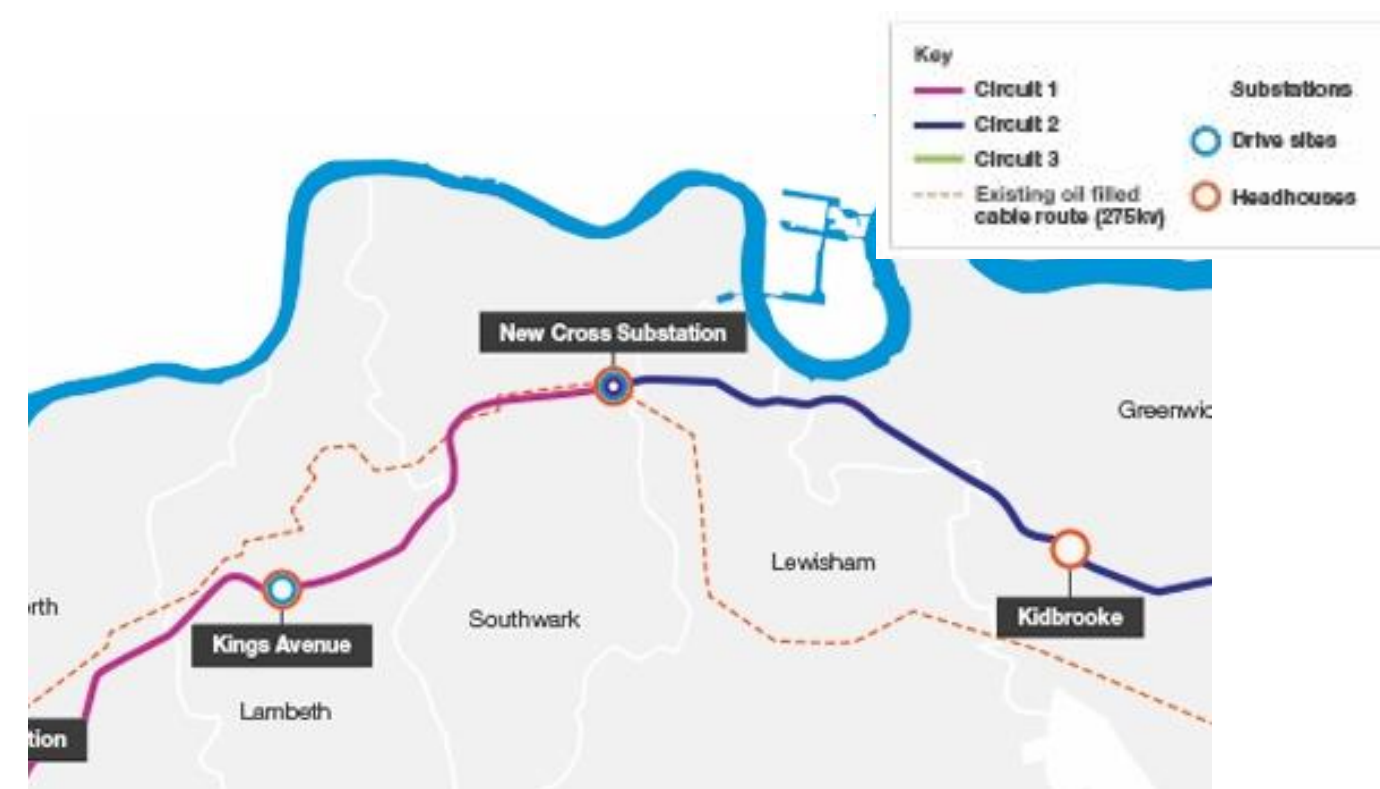 Key
Circuit 1
Substations
Circuit 2
Drive sites
Circuit 3
Existing oil filled
cable route (275kv)
Headhouses
New Cross Substation
Greenwic
Lewisham
Kidbrooke
orth
Southwark
Kings Avenue
Lambeth
tion